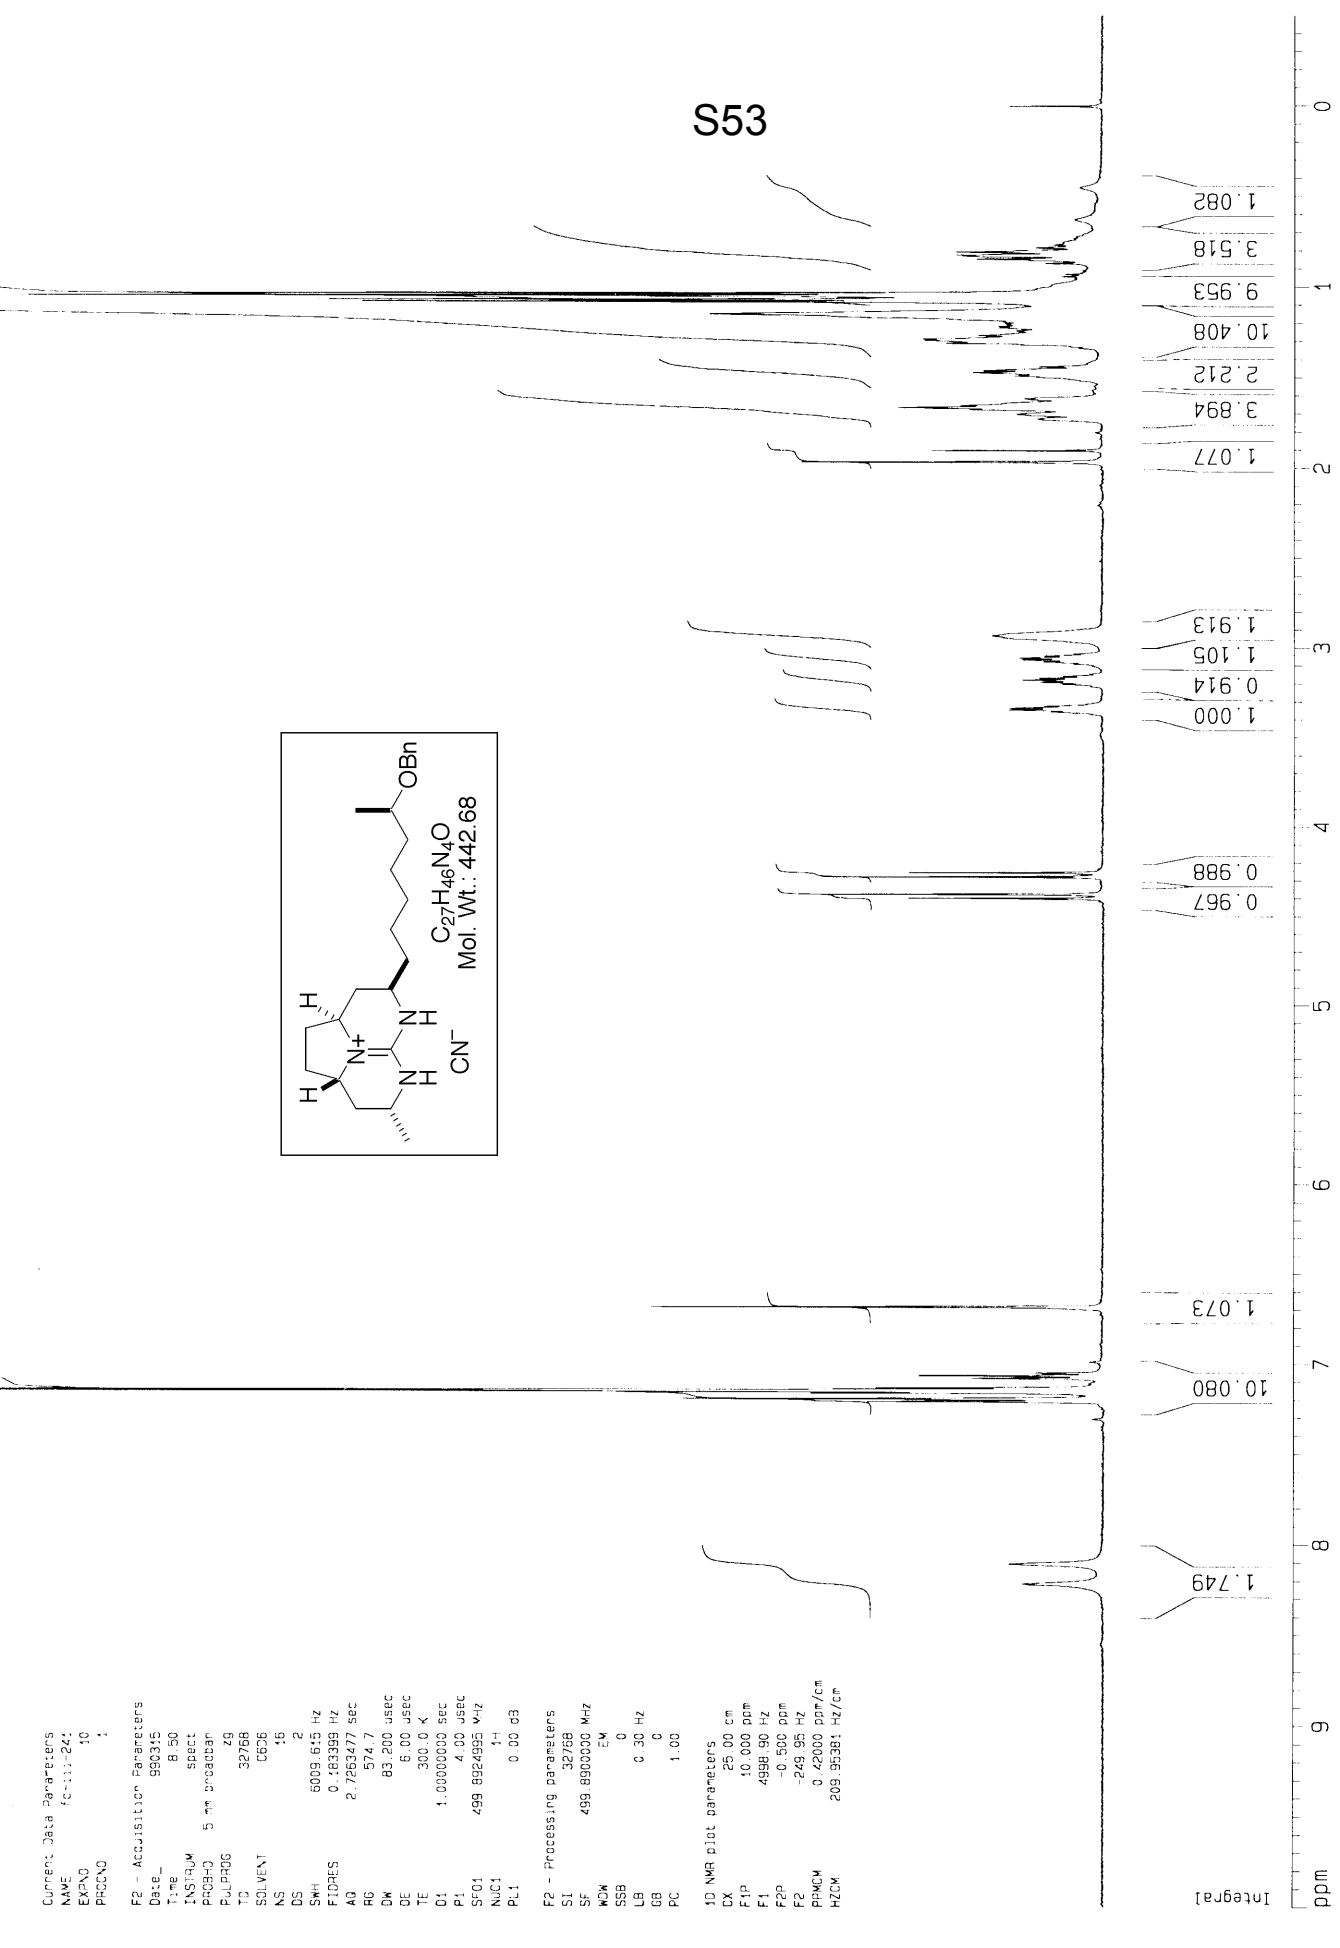 Current Data Parameters
NAME fc-iii-241
EXPNO 10
PROCNO 1
F2 - Acquisition Parameters
Date_ 990315
Time 8.50
INSTRUM spect
PROBHD 5 mm broadban
PULPROG zg
TD 32768
SOLVENT C6D6
NS 16
DS 2
SWH 6009.615 Hz
FIDRES 0.183399 Hz
AQ 2.7263477 sec
RG 574.7
DW 83.200 usec
DE 6.00 usec
TE 300.0 K
D1 1.0000000 sec
P1 4.00 usec
SFO1 499.8924995 MHz
NUC1 1H
PL1 0.00 dB
F2 - Processing parameters
SI 32768
SF 499.8900000 MHz
WDW EM
SSB 0
LB 0.30 Hz
GB 0
PC 1.00
1D NMR plot parameters
CX 25.00 cm
F1P 10.000 ppm
F1 4998.90 Hz
F2P -0.500 ppm
F2 -249.95 Hz
PPMCM 0.42000 ppm/cm
HZCM 209.95381 Hz/cm
H
H
N+
NH
NH
CN−
OBn
C27H46N4O
Mol. Wt.: 442.68
S53
Integral
1.749
10.080
1.073
0.967
0.988
1.000
0.914
1.105
1.913
1.077
3.894
2.212
10.408
9.953
3.518
1.082
ppm 9 8 7 6 5 4 3 2 1 0